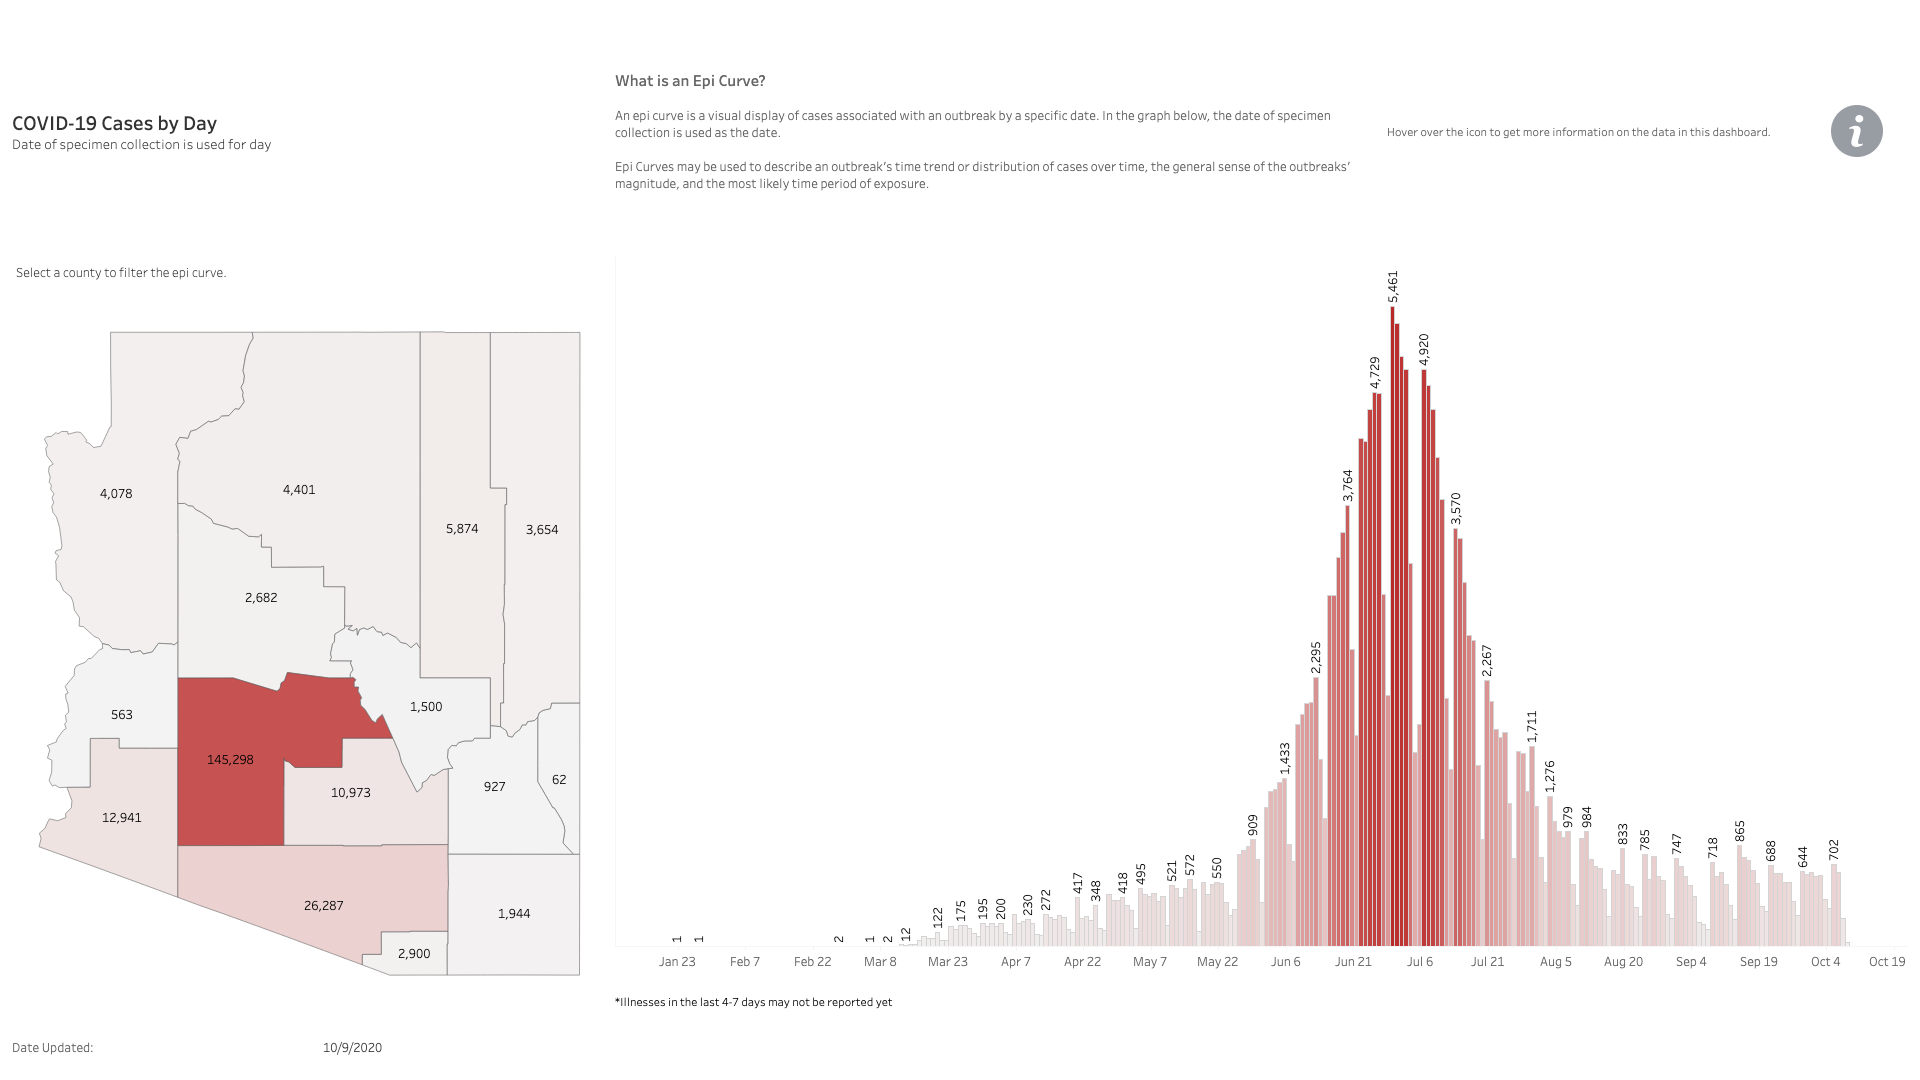 What is an Epi Curve?
An epi curve is a visual display of cases associated with an outbreak by a specific date. In the graph below, the date of specimen
collection is used as the date.
Epi Curves may be used to describe an outbreak's time trend or distribution of cases over time, the general sense of the outbreaks'
magnitude, and the most likely time period of exposure.
COVID-19 Cases by Day
Date of specimen collection is used for day
Hover over the icon to get more information on the data in this dashboard.
i
Select a county to filter the epi curve.
4,078
4,401
5,874
3,654
2,682
563
1,500
145,298
927
62
10,973
12,941
26,287
1,944
2,900
1
1
2
1
2
12
122
175
195
200
230
272
417
348
418
495
521
572
550
909
1,433
2,295
3,764
4,729
5,461
4,920
3,570
2,267
1,711
1,276
979
984
833
785
747
718
865
688
644
702
Jan 23
Feb 7
Feb 22
Mar 8
Mar 23
Apr 7
Apr 22
May 7
May 22
Jun 6
Jun 21
Jul 6
Jul 21
Aug 5
Aug 20
Sep 4
Sep 19
Oct 4
Oct 19
*Illnesses in the last 4-7 days may not be reported yet
Date Updated: 10/9/2020